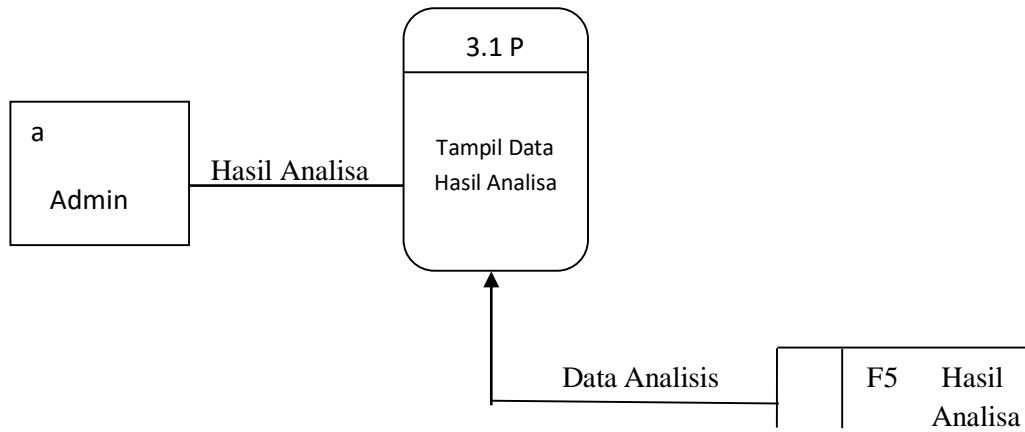 3.1 P
a
Admin
Hasil Analisa
Tampil Data
Hasil Analisa
Data Analisis
F5 Hasil
Analisa